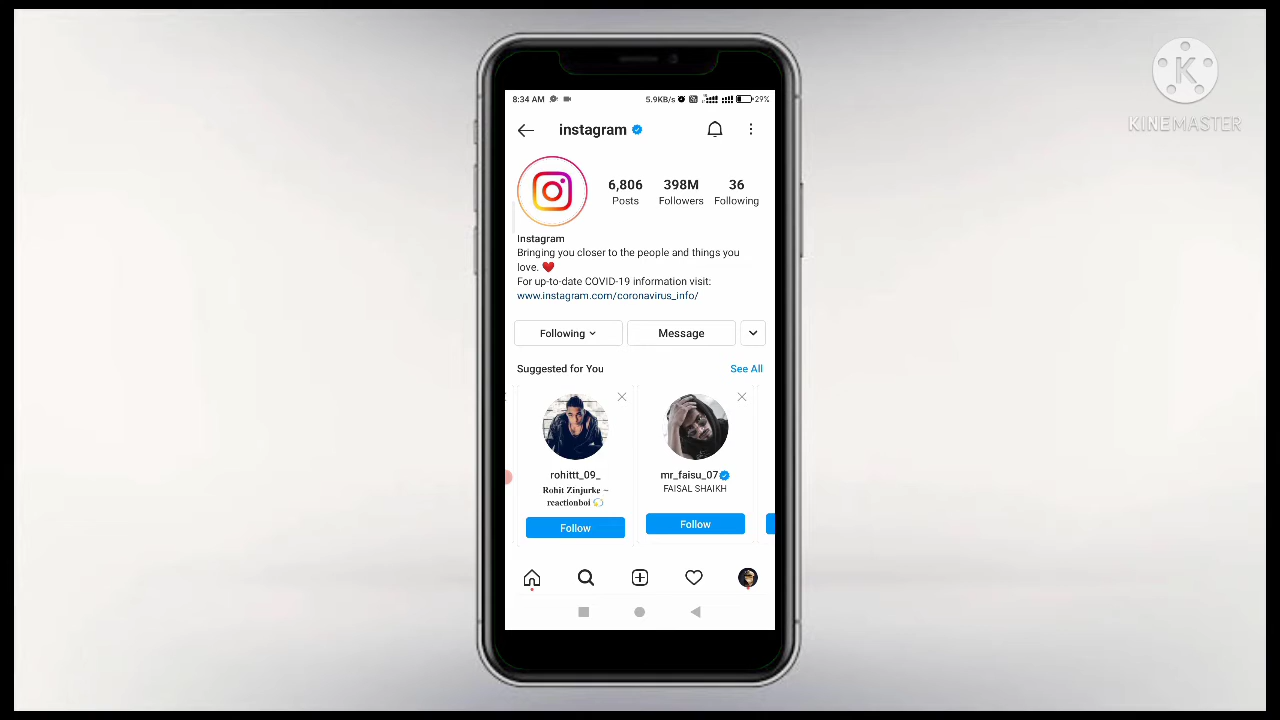 KINEMASTER
8:34 AM 5.9KB/s 29%
instagram
6,806 398M 36
Posts Followers Following
Instagram
Bringing you closer to the people and things you
love. ❤️
For up-to-date COVID-19 information visit:
www.instagram.com/coronavirus_info/
Following Message
Suggested for You See All
rohittt_09_ mr_faisu_07
Rohit Zinjurke ~ FAISAL SHAIKH
reactionboi 💫
Follow Follow